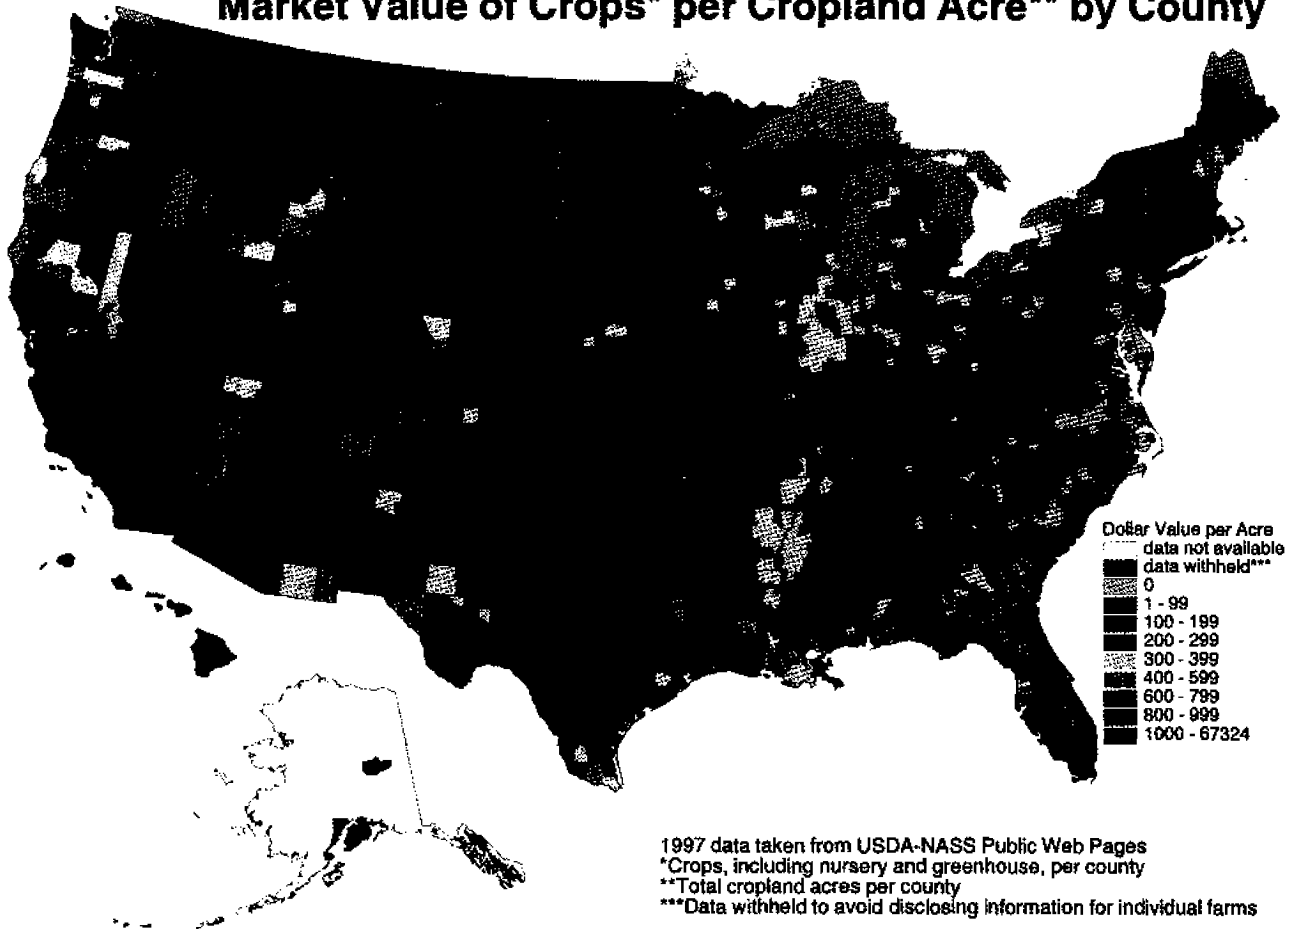 Market Value of Crops* per Cropland Acre** by County
Dollar Value per Acre
data not available
data withheld***
0
1 - 99
100 - 199
200 - 299
300 - 399
400 - 599
600 - 799
800 - 999
1000 - 67324
1997 data taken from USDA-NASS Public Web Pages
*Crops, including nursery and greenhouse, per county
**Total cropland acres per county
***Data withheld to avoid disclosing information for individual farms